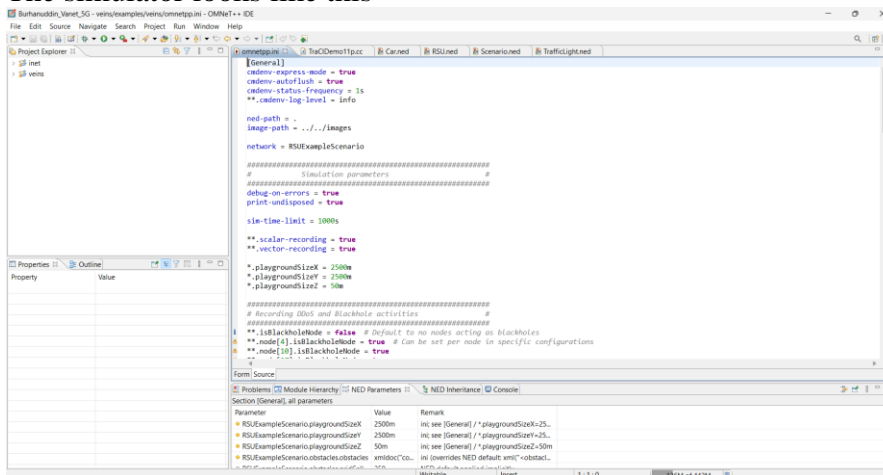 The simulator looks like this
Burhanuddin_Vanet_SG - veins/examples/veins/omnetpp.ini - OMNeT++ IDE
File Edit Source Navigate Search Project Run Window Help
Project Explorer
inet
veins
Properties Outline
Property Value
omnetpp.ini TraCIDemo11p.cc Car.ned RSU.ned Scenario.ned TrafficLight.ned
[General]
cmdenv-express-mode = true
cmdenv-autoflush = true
cmdenv-status-frequency = 1s
**.cmdenv-log-level = info
ned-path = .
image-path = ../../images
network = RSUExampleScenario
##########################################################
# Simulation parameters #
##########################################################
debug-on-errors = true
print-undisposed = true
sim-time-limit = 1000s
**.scalar-recording = true
**.vector-recording = true
*.playgroundSizeX = 2500m
*.playgroundSizeY = 2500m
*.playgroundSizeZ = 50m
##########################################################
# Recording DDoS and Blackhole activities #
##########################################################
**.isBlackholeNode = false # Default to no nodes acting as blackholes
**.node[4].isBlackholeNode = true # Can be set per node in specific configurations
**.node[10].isBlackholeNode = true
Form Source
Problems Module Hierarchy NED Parameters NED Inheritance Console
Section [General], all parameters
Parameter Value Remark
RSUExampleScenario.playgroundSizeX 2500m ini; see [General] / *.playgroundSizeX=25...
RSUExampleScenario.playgroundSizeY 2500m ini; see [General] / *.playgroundSizeY=25...
RSUExampleScenario.playgroundSizeZ 50m ini; see [General] / *.playgroundSizeZ=50m
RSUExampleScenario.obstacles.obstacles xmldoc("co... ini (overrides NED default: xml("<obstacl...
Writable Insert 1 : 1 : 0